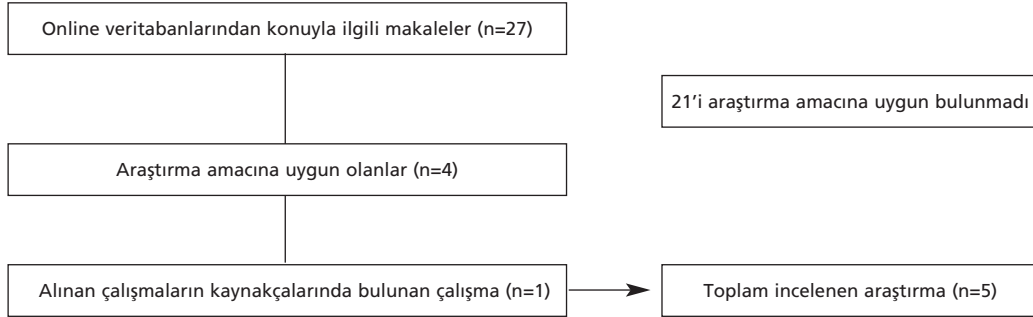 Online veritabanlarından konuyla ilgili makaleler (n=27)
21’i araştırma amacına uygun bulunmadı
Araştırma amacına uygun olanlar (n=4)
Alınan çalışmaların kaynakçalarında bulunan çalışma (n=1)
Toplam incelenen araştırma (n=5)